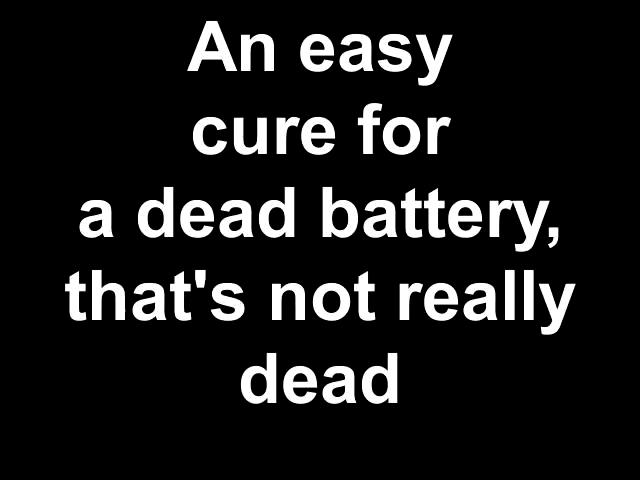 An easy
cure for
a dead battery,
that's not really
dead